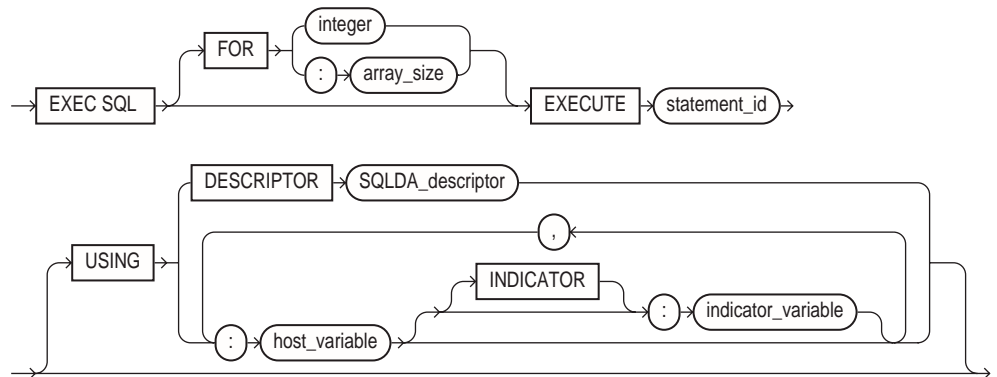 integer
FOR
: array_size
EXEC SQL
EXECUTE statement_id
DESCRIPTOR SQLDA_descriptor
,
USING
INDICATOR
: indicator_variable
: host_variable